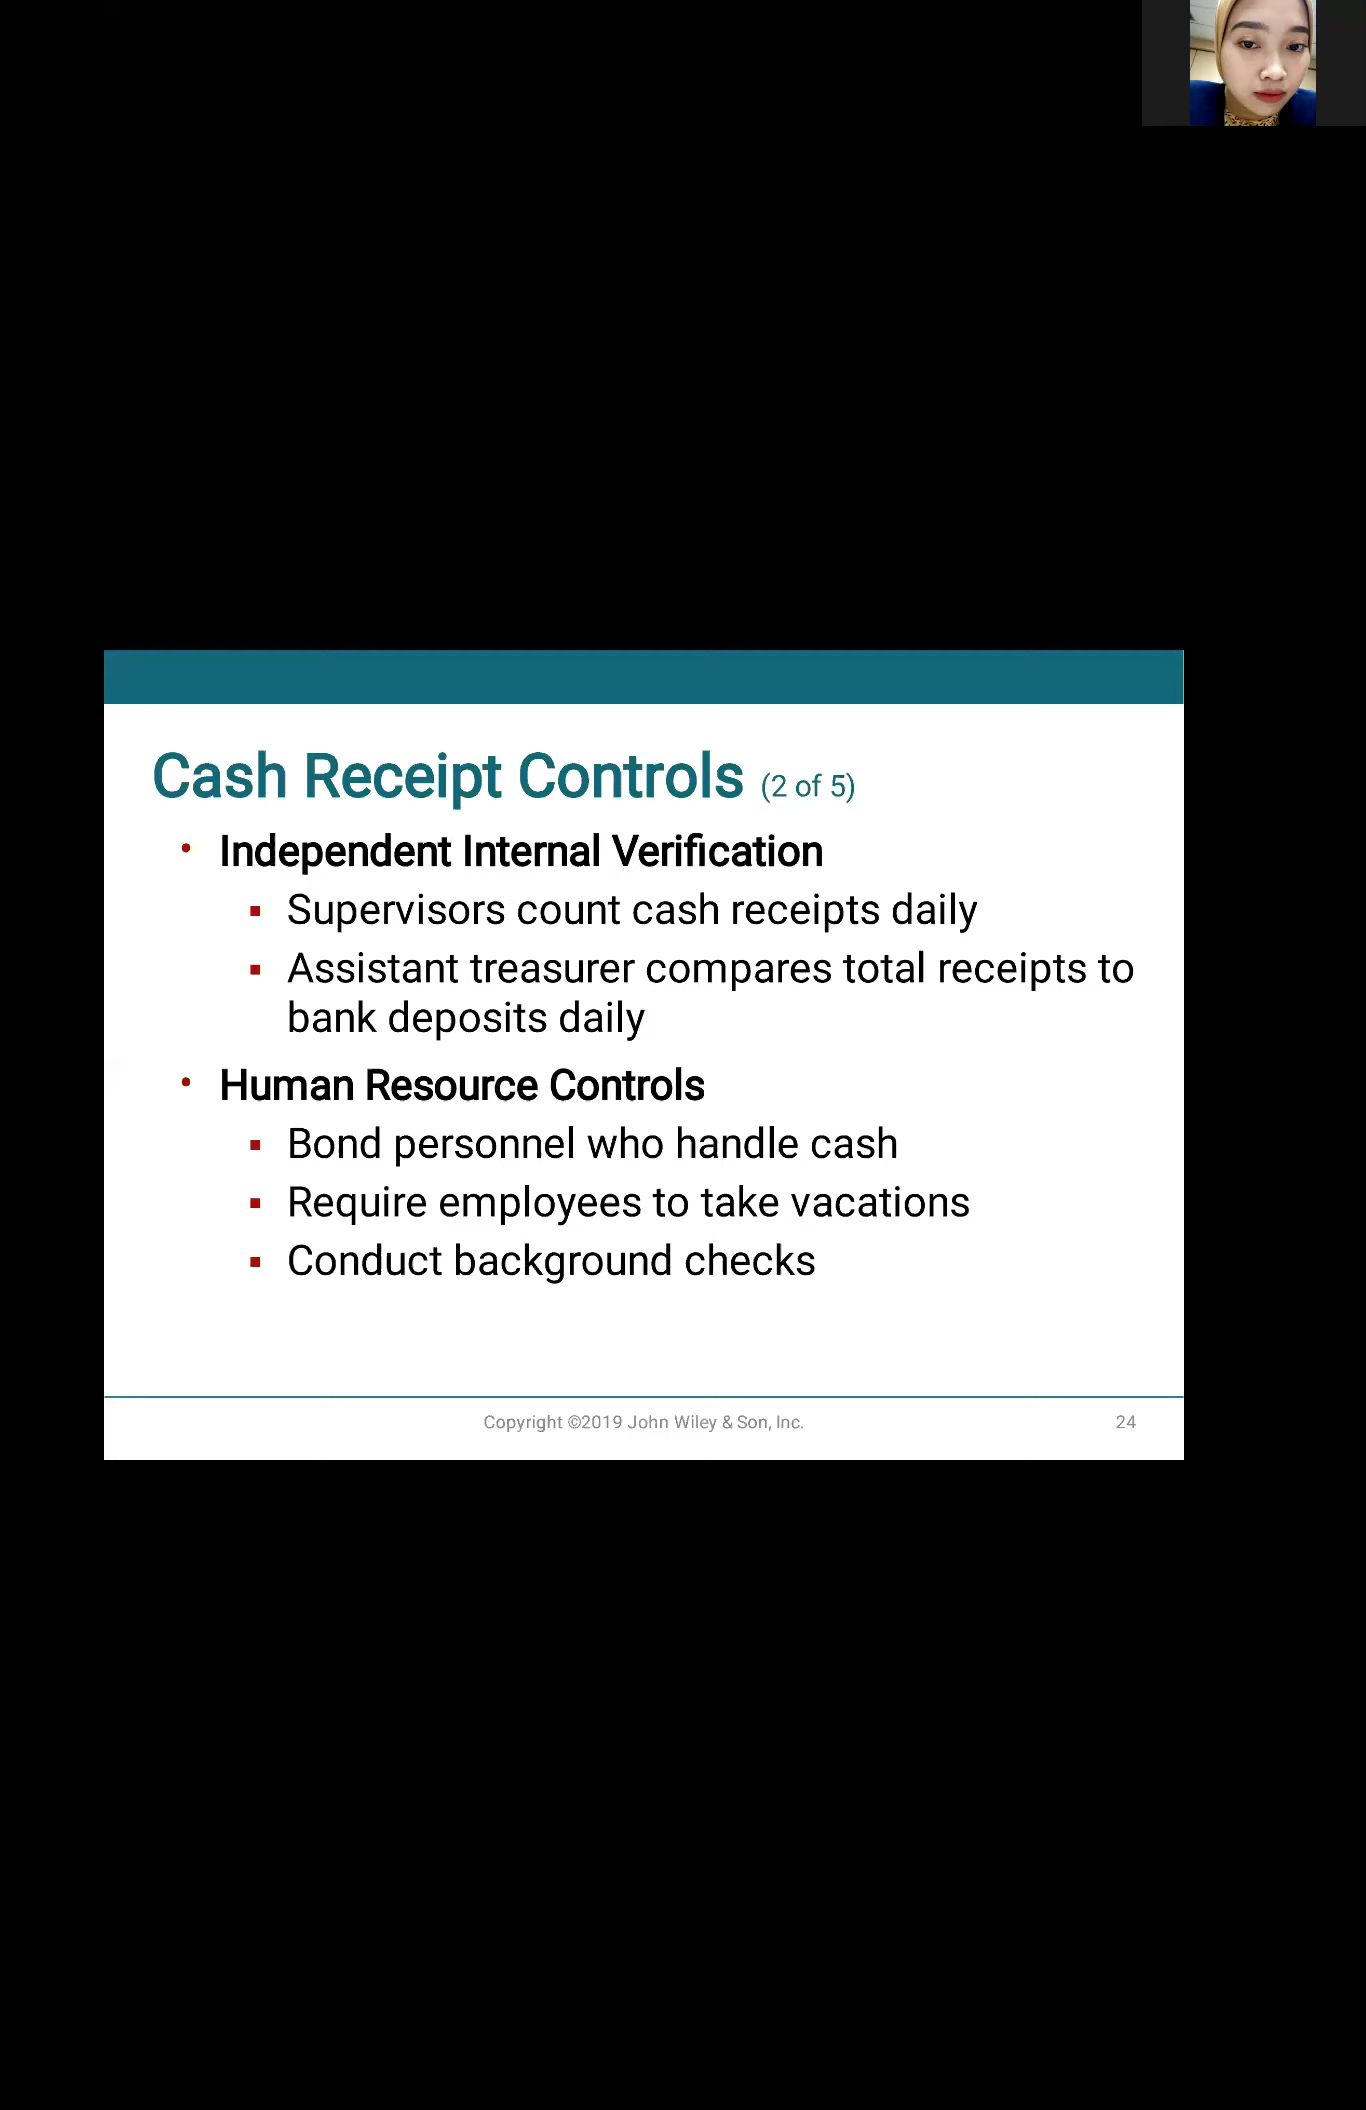 Cash Receipt Controls (2 of 5)
• Independent Internal Verification
▪ Supervisors count cash receipts daily
▪ Assistant treasurer compares total receipts to
bank deposits daily
• Human Resource Controls
▪ Bond personnel who handle cash
▪ Require employees to take vacations
▪ Conduct background checks
Copyright ©2019 John Wiley & Son, Inc. 24